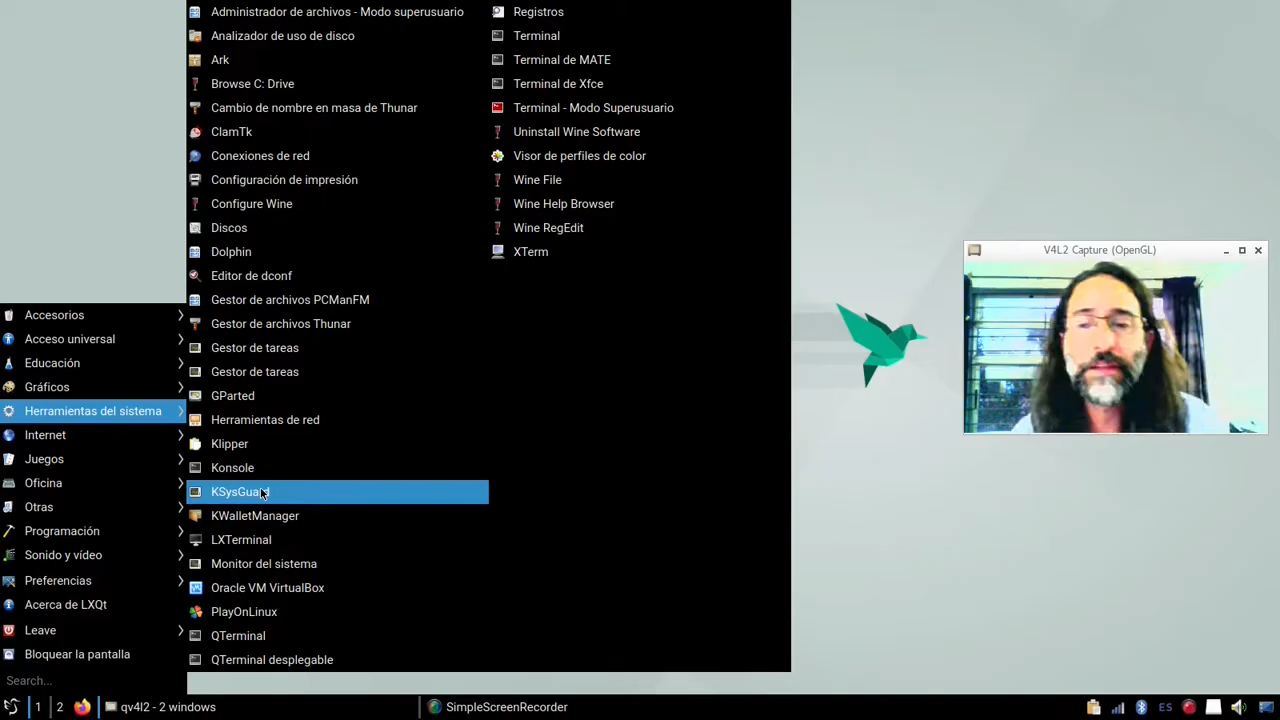 Administrador de archivos - Modo superusuario
Analizador de uso de disco
Ark
Browse C: Drive
Cambio de nombre en masa de Thunar
ClamTk
Conexiones de red
Configuración de impresión
Configure Wine
Discos
Dolphin
Editor de dconf
Gestor de archivos PCManFM
Gestor de archivos Thunar
Gestor de tareas
Gestor de tareas
GParted
Herramientas de red
Klipper
Konsole
KSysGuard
KWalletManager
LXTerminal
Monitor del sistema
Oracle VM VirtualBox
PlayOnLinux
QTerminal
QTerminal desplegable
Registros
Terminal
Terminal de MATE
Terminal de Xfce
Terminal - Modo Superusuario
Uninstall Wine Software
Visor de perfiles de color
Wine File
Wine Help Browser
Wine RegEdit
XTerm
Accesorios
Acceso universal
Educación
Gráficos
Herramientas del sistema
Internet
Juegos
Oficina
Otras
Programación
Sonido y vídeo
Preferencias
Acerca de LXQt
Leave
Bloquear la pantalla
Search...
V4L2 Capture (OpenGL)
1
2
qv4l2 - 2 windows
SimpleScreenRecorder
ES